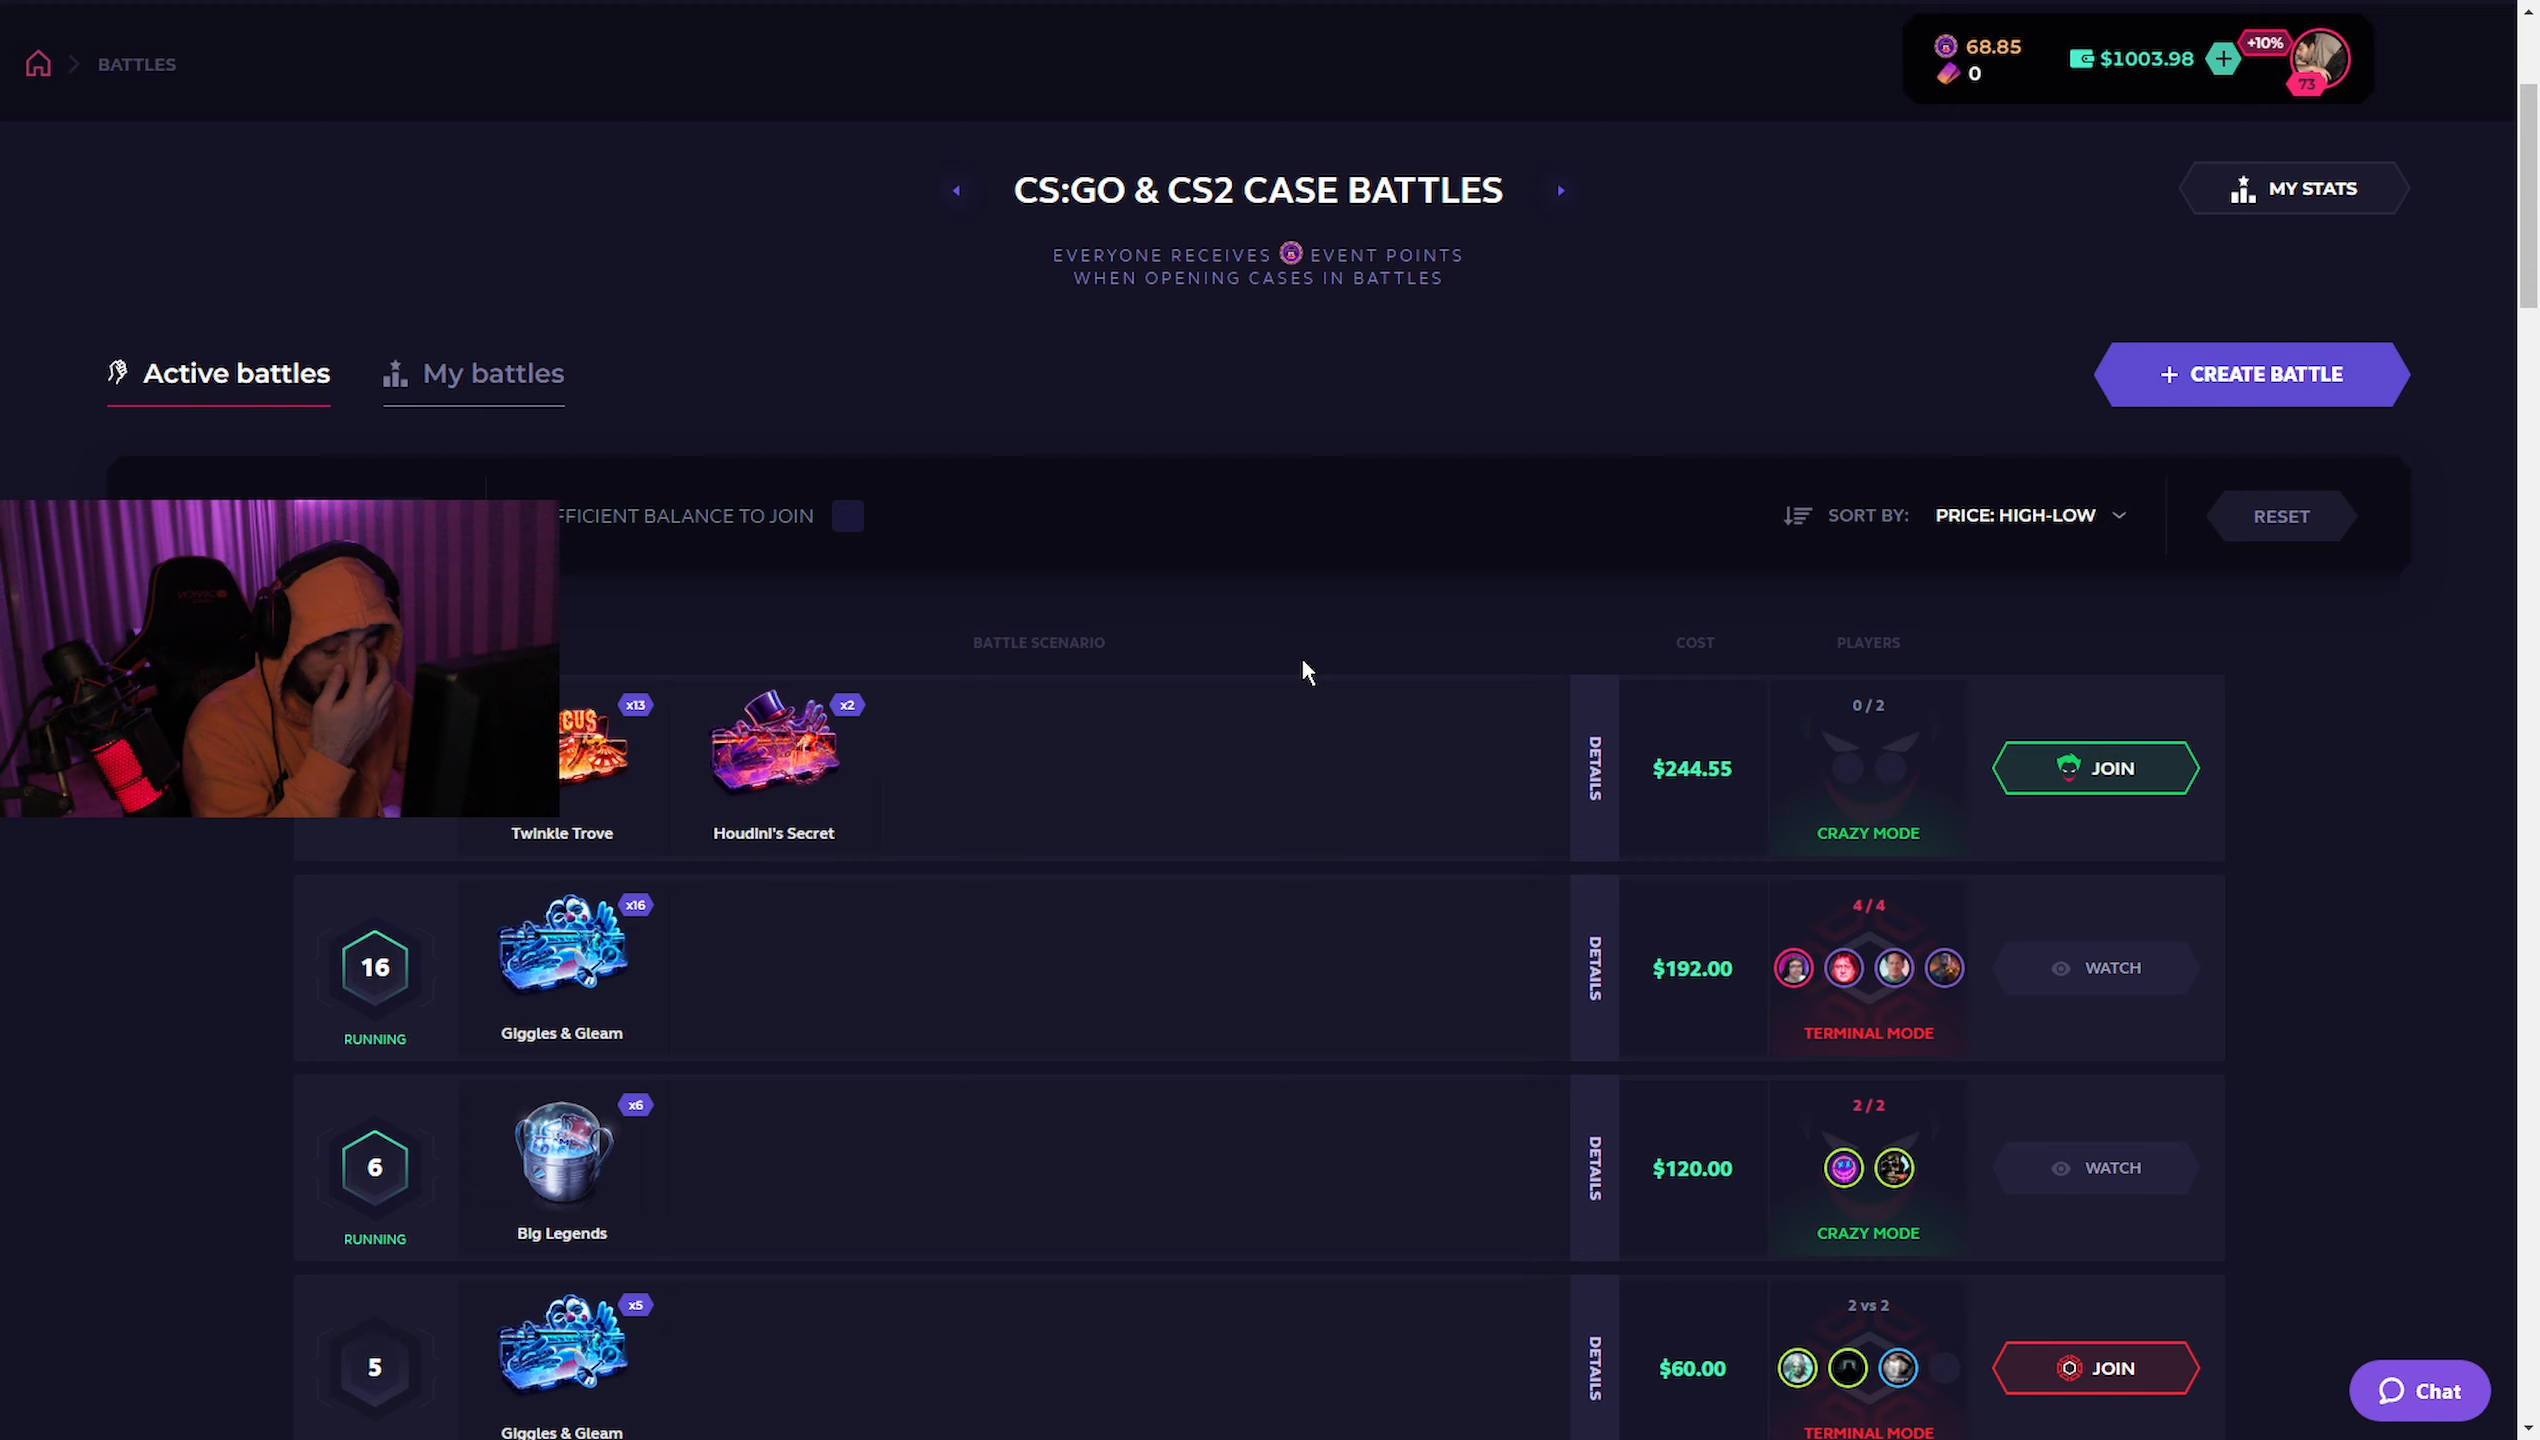 BATTLES
68.85
0
$1003.98
+10%
73
CS:GO & CS2 CASE BATTLES
MY STATS
EVERYONE RECEIVES EVENT POINTS
WHEN OPENING CASES IN BATTLES
Active battles
My battles
+ CREATE BATTLE
FFICIENT BALANCE TO JOIN
SORT BY: PRICE: HIGH-LOW
RESET
BATTLE SCENARIO
COST
PLAYERS
CUS
x13
Twinkle Trove
x2
Houdini's Secret
DETAILS
$244.55
0 / 2
CRAZY MODE
JOIN
16
RUNNING
x16
Giggles & Gleam
DETAILS
$192.00
4 / 4
TERMINAL MODE
WATCH
6
RUNNING
x6
Big Legends
DETAILS
$120.00
2 / 2
CRAZY MODE
WATCH
5
x5
Giggles & Gleam
DETAILS
$60.00
2 vs 2
TERMINAL MODE
JOIN
Chat